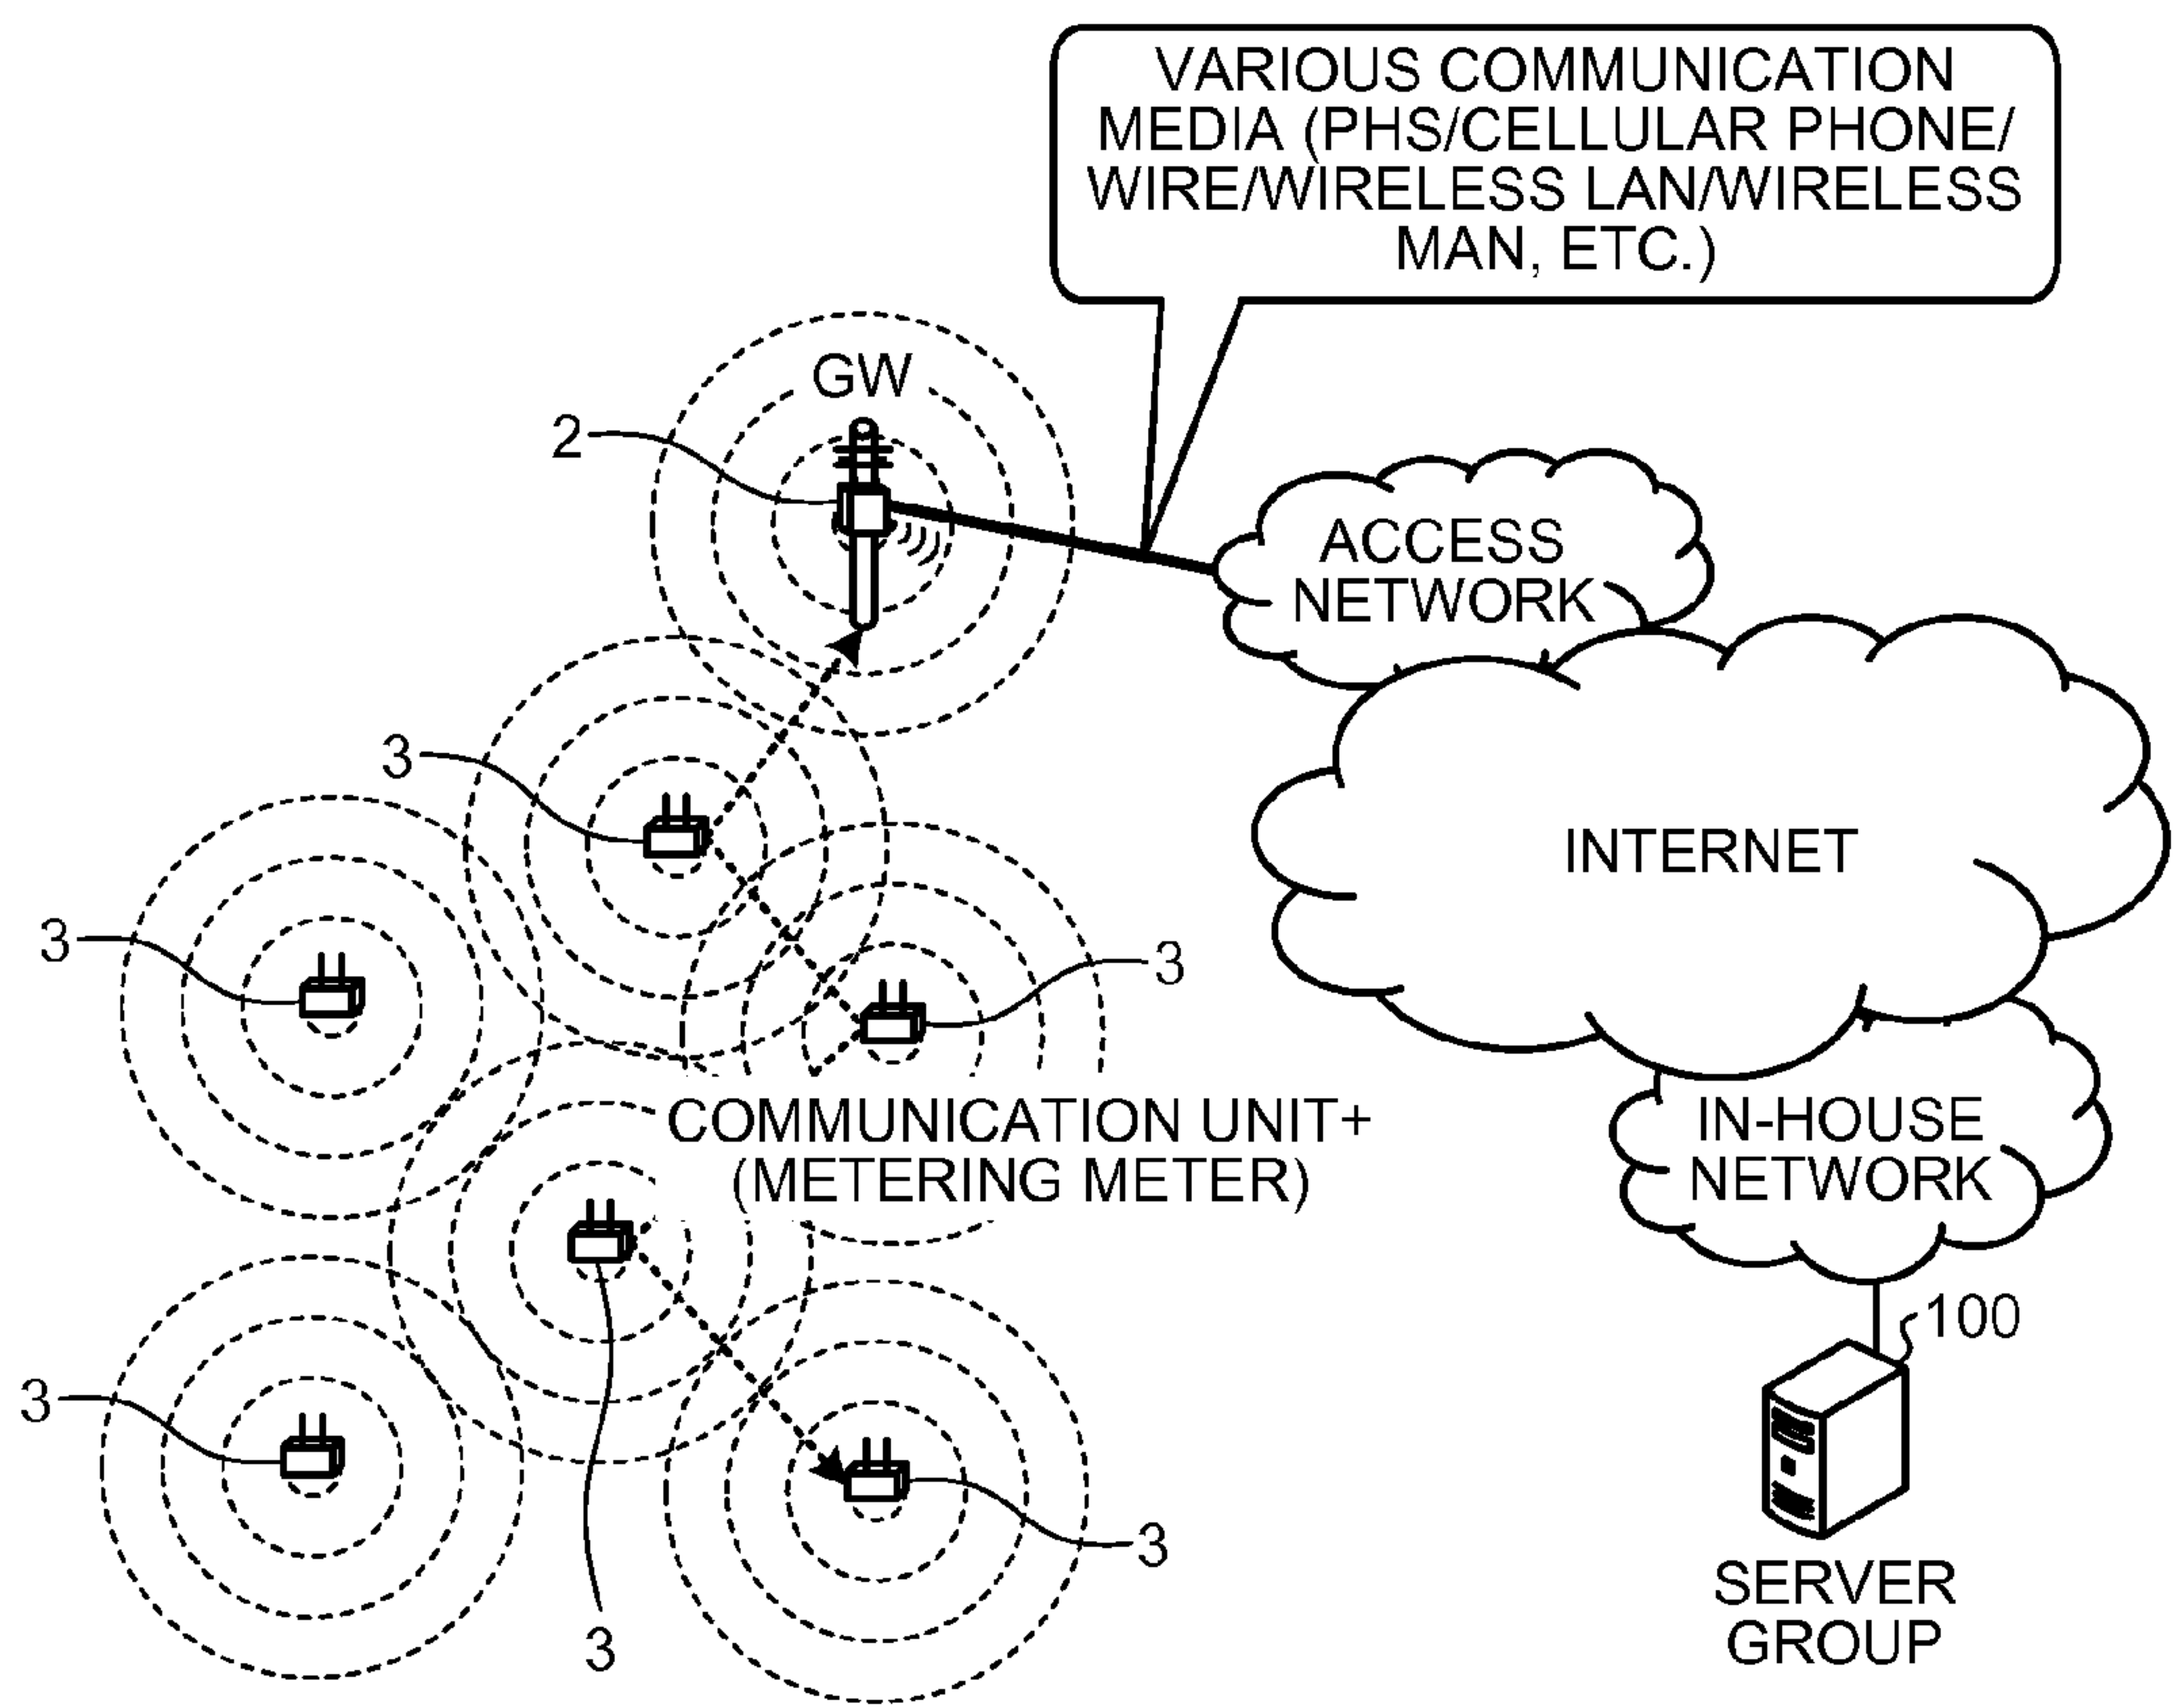 VARIOUS COMMUNICATION
MEDIA (PHS/CELLULAR PHONE/
WIRE/WIRELESS LAN/WIRELESS
MAN, ETC.)
GW
2
ACCESS
NETWORK
3
INTERNET
3
3
COMMUNICATION UNIT+
(METERING METER)
IN-HOUSE
NETWORK
100
3
3
3
SERVER
GROUP